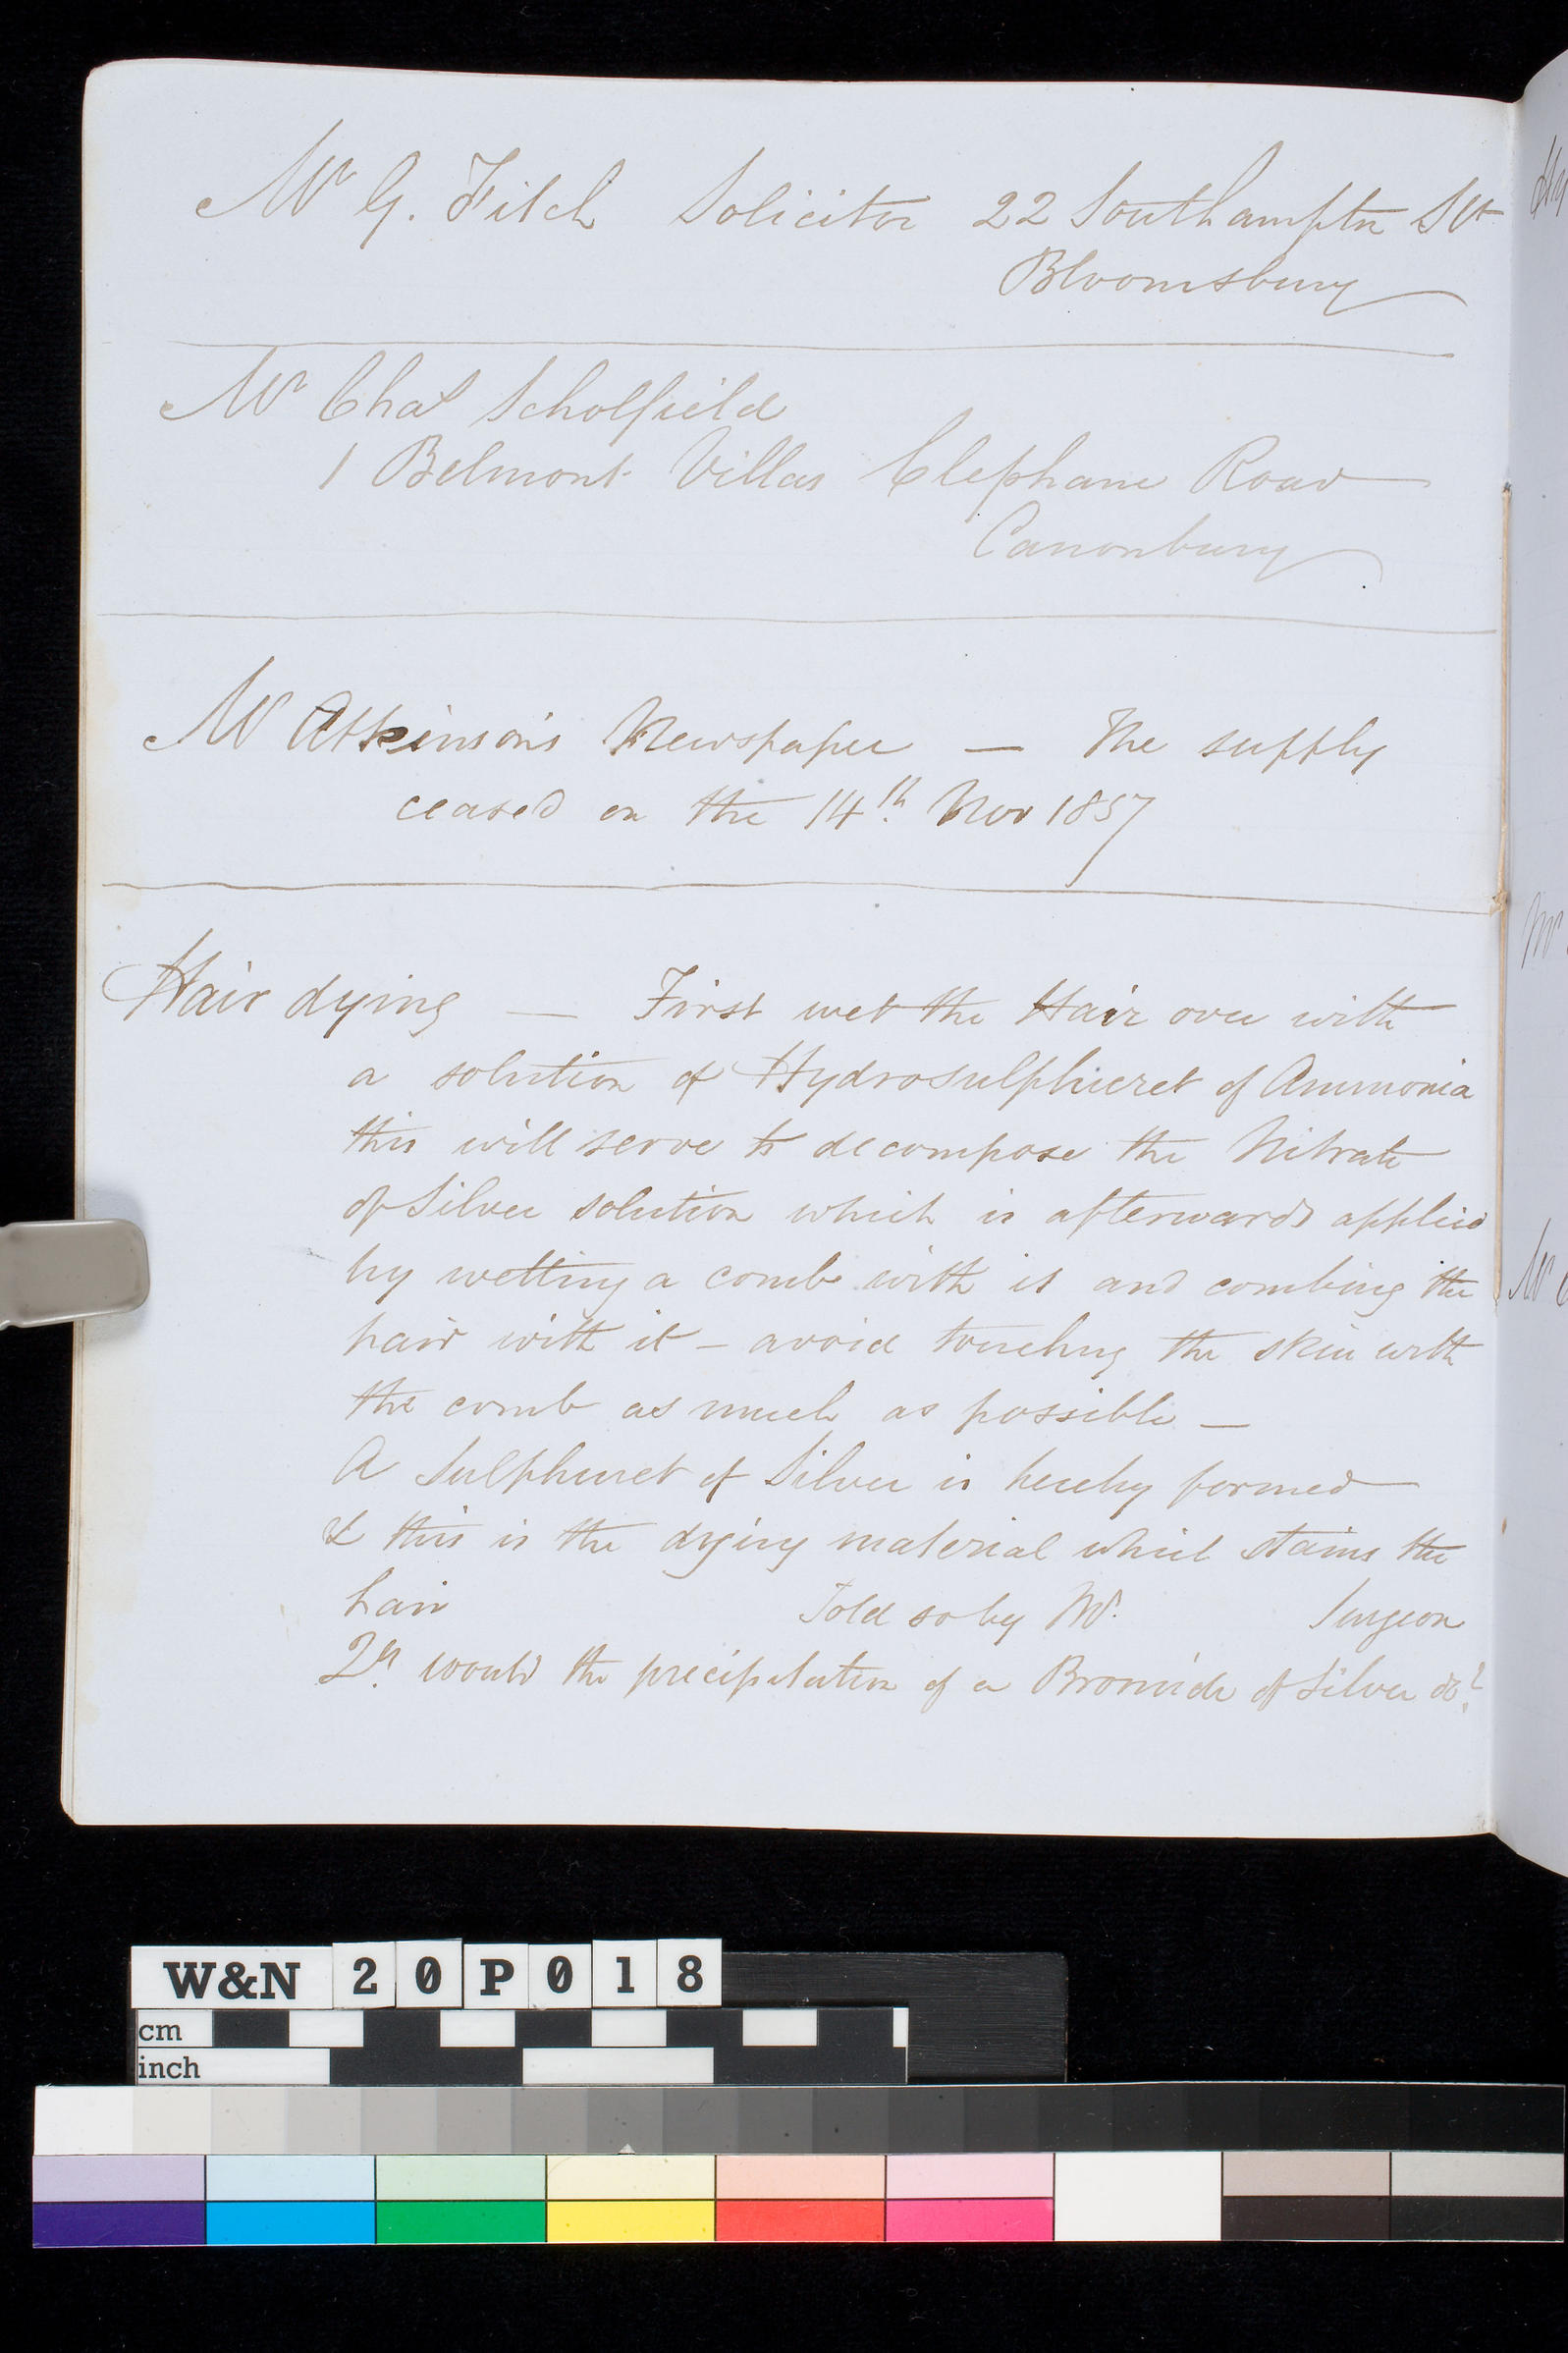 Mr G. Fitch Solicitor 22 Southampton Stt
Bloomsbury
Mr Chas Scholfield
1 Belmont Villas Clephane Road
Canonbury
Mr Atkinson's Newspaper — The supply
ceased on the 14th. Nov 1857
Hair dying — First wet the Hair over with
a solution of Hydrosulphuret of Ammonia
this will serve to decompose the Nitrate
of Silver solution which is afterwards applied
by wetting a comb with it and combing the
hair with it – avoid touching the skin with
the comb as much as possible —
A Sulphuret of Silver is hereby formed
& this is the dying material which stains the
hair Told so by Mr. Surgeon
Qy. would the precipitation of a Bromide of Silver do?
W&N 20P018
cm
inch